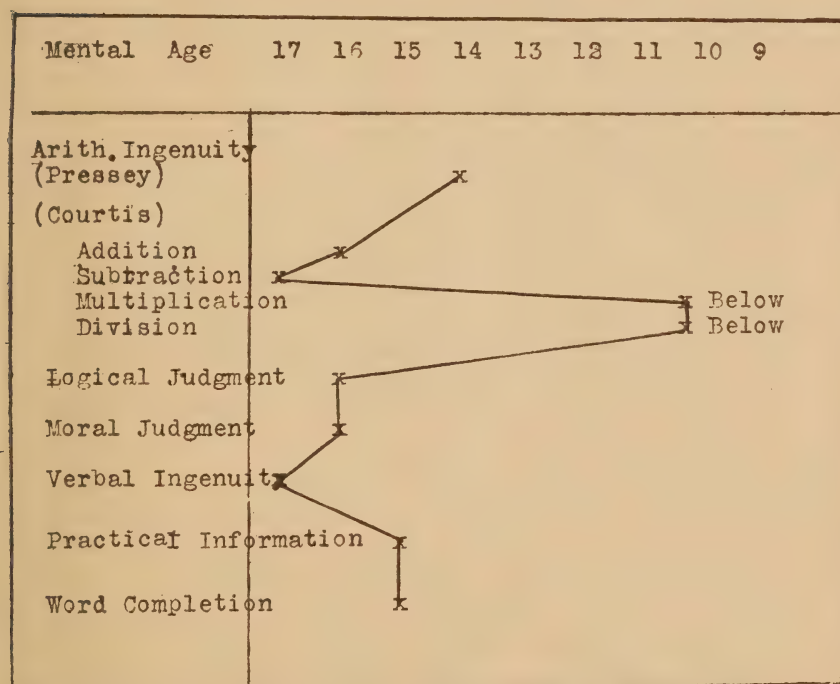 Mental Age 17 16 15 14 13 12 11 10 9
Arith. Ingenuity
(Pressey)
x
(Courtis)
Addition x
Subtraction x
Multiplication x Below
Division x Below
Logical Judgment x
Moral Judgment x
Verbal Ingenuity x
Practical Information x
Word Completion x